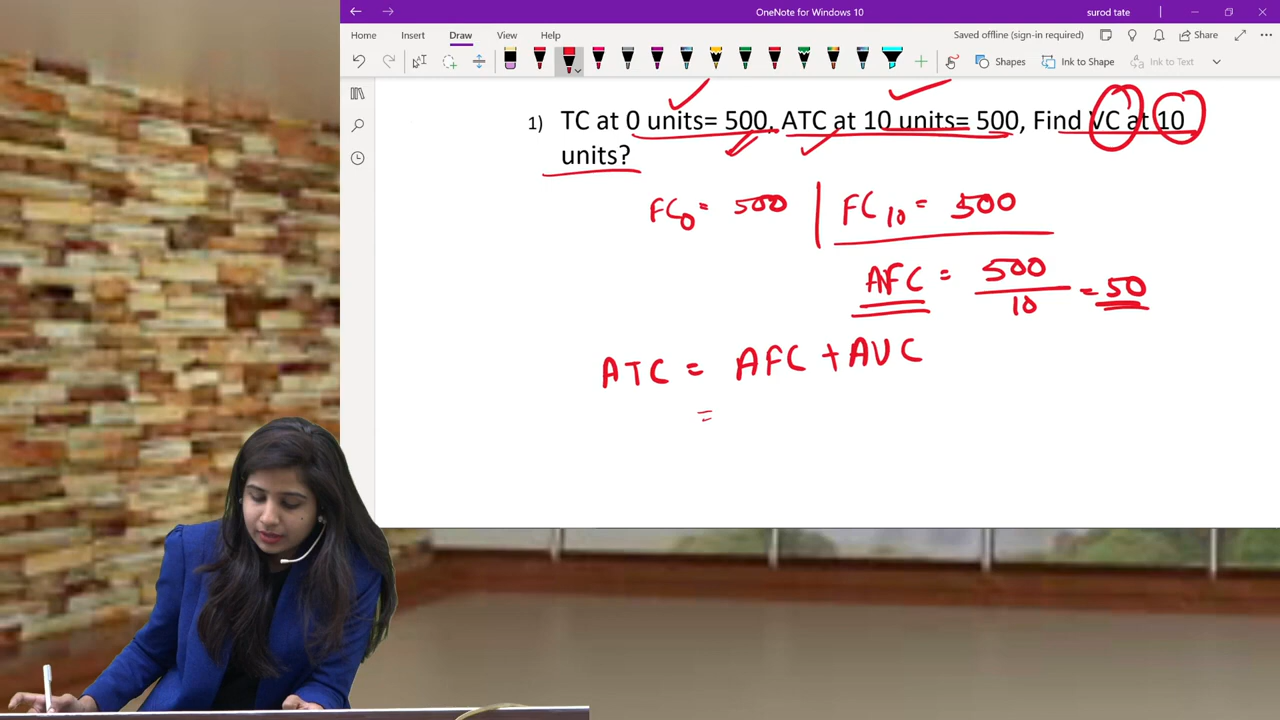 OneNote for Windows 10
surod tate
Home Insert Draw View Help
Saved offline (sign-in required)
Share
Shapes
Ink to Shape
Ink to Text
1) TC at 0 units= 500, ATC at 10 units= 500, Find VC at 10
units?
FC0 = 500 | FC10 = 500
AFC = 500/10 = 50
ATC = AFC + AVC
=